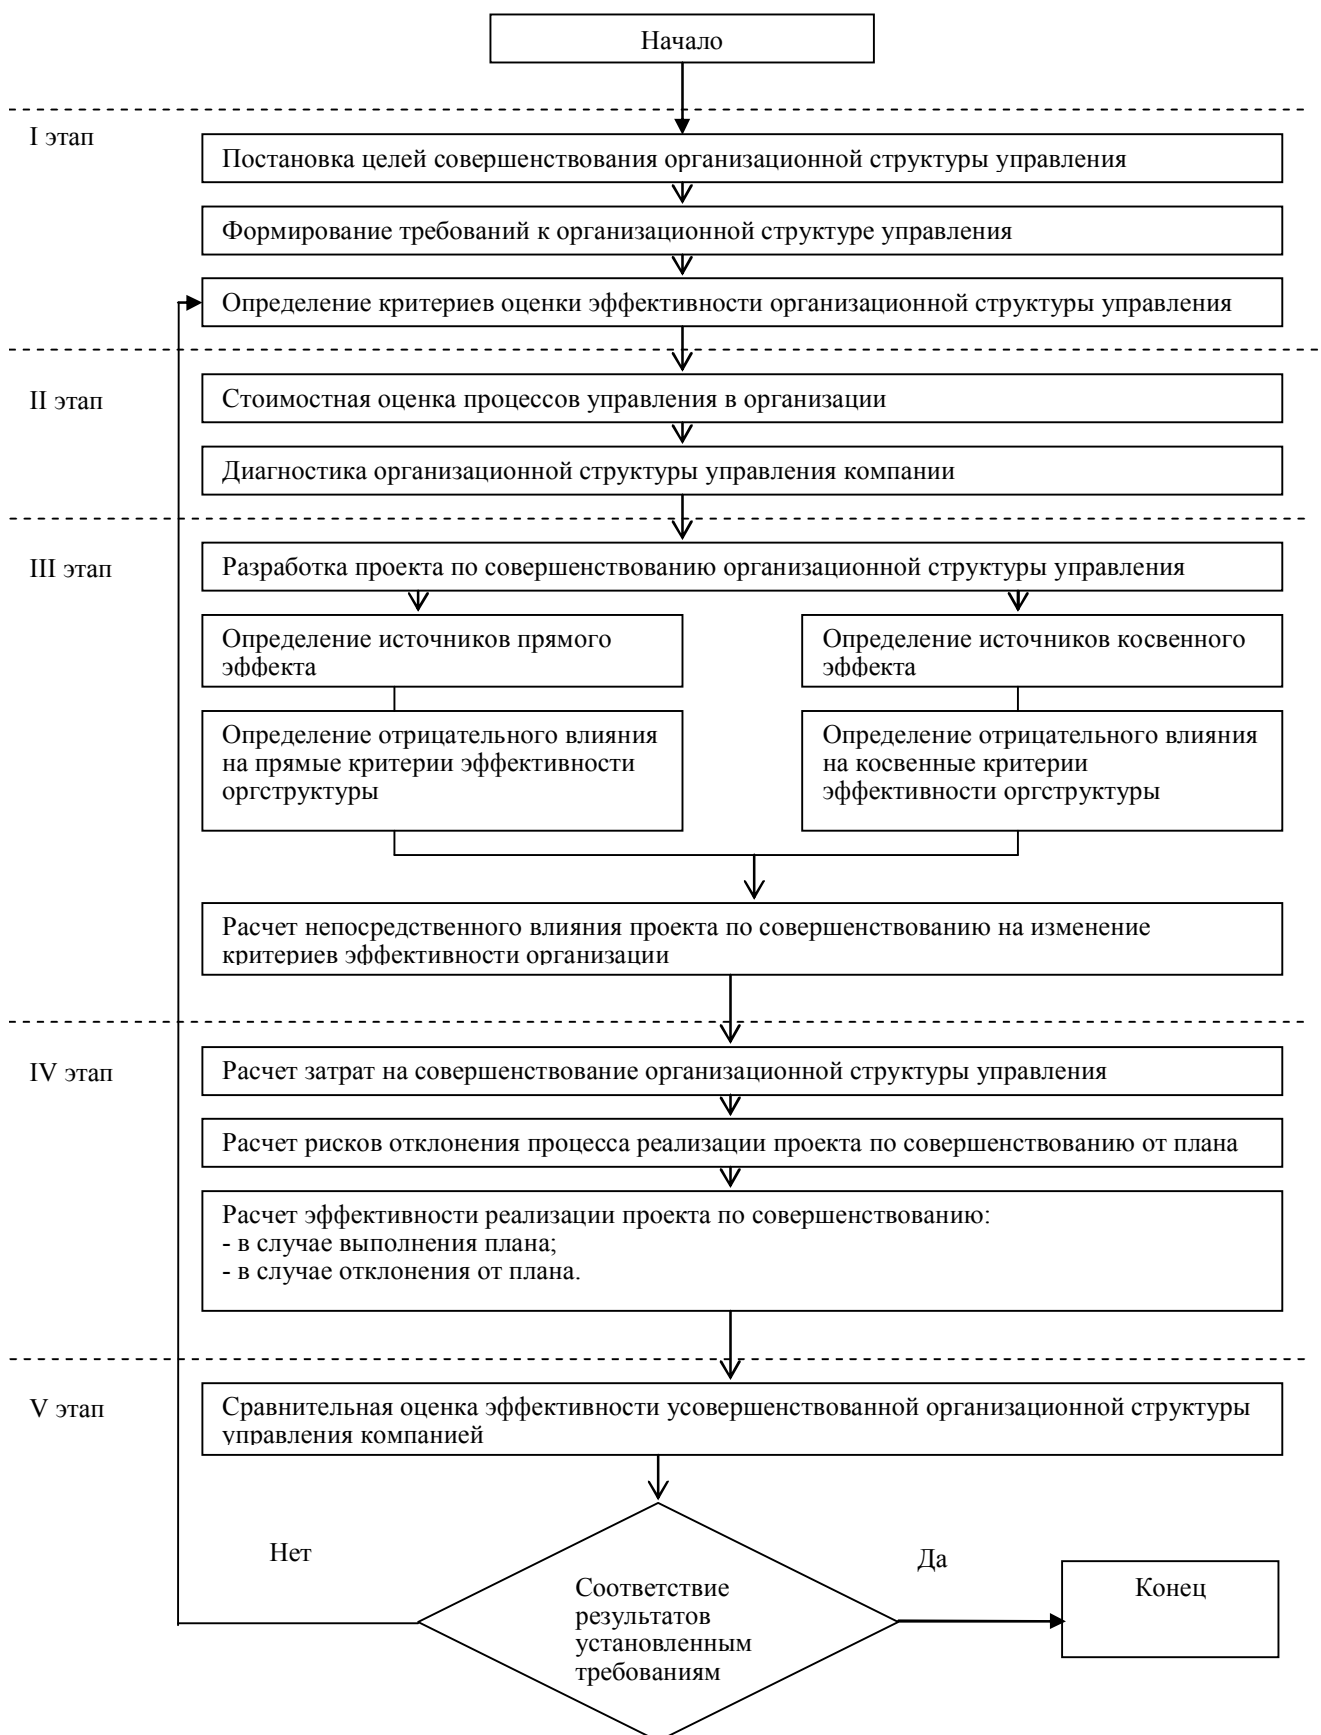 Начало
I этап
Постановка целей совершенствования организационной структуры управления
Формирование требований к организационной структуре управления
Определение критериев оценки эффективности организационной структуры управления
II этап
Стоимостная оценка процессов управления в организации
Диагностика организационной структуры управления компании
III этап
Разработка проекта по совершенствованию организационной структуры управления
Определение источников прямого
эффекта
Определение источников косвенного
эффекта
Определение отрицательного влияния
на прямые критерии эффективности
оргструктуры
Определение отрицательного влияния
на косвенные критерии
эффективности оргструктуры
Расчет непосредственного влияния проекта по совершенствованию на изменение
критериев эффективности организации
IV этап
Расчет затрат на совершенствование организационной структуры управления
Расчет рисков отклонения процесса реализации проекта по совершенствованию от плана
Расчет эффективности реализации проекта по совершенствованию:
- в случае выполнения плана;
- в случае отклонения от плана.
V этап
Сравнительная оценка эффективности усовершенствованной организационной структуры
управления компанией
Нет
Да
Соответствие
результатов
установленным
требованиям
Конец